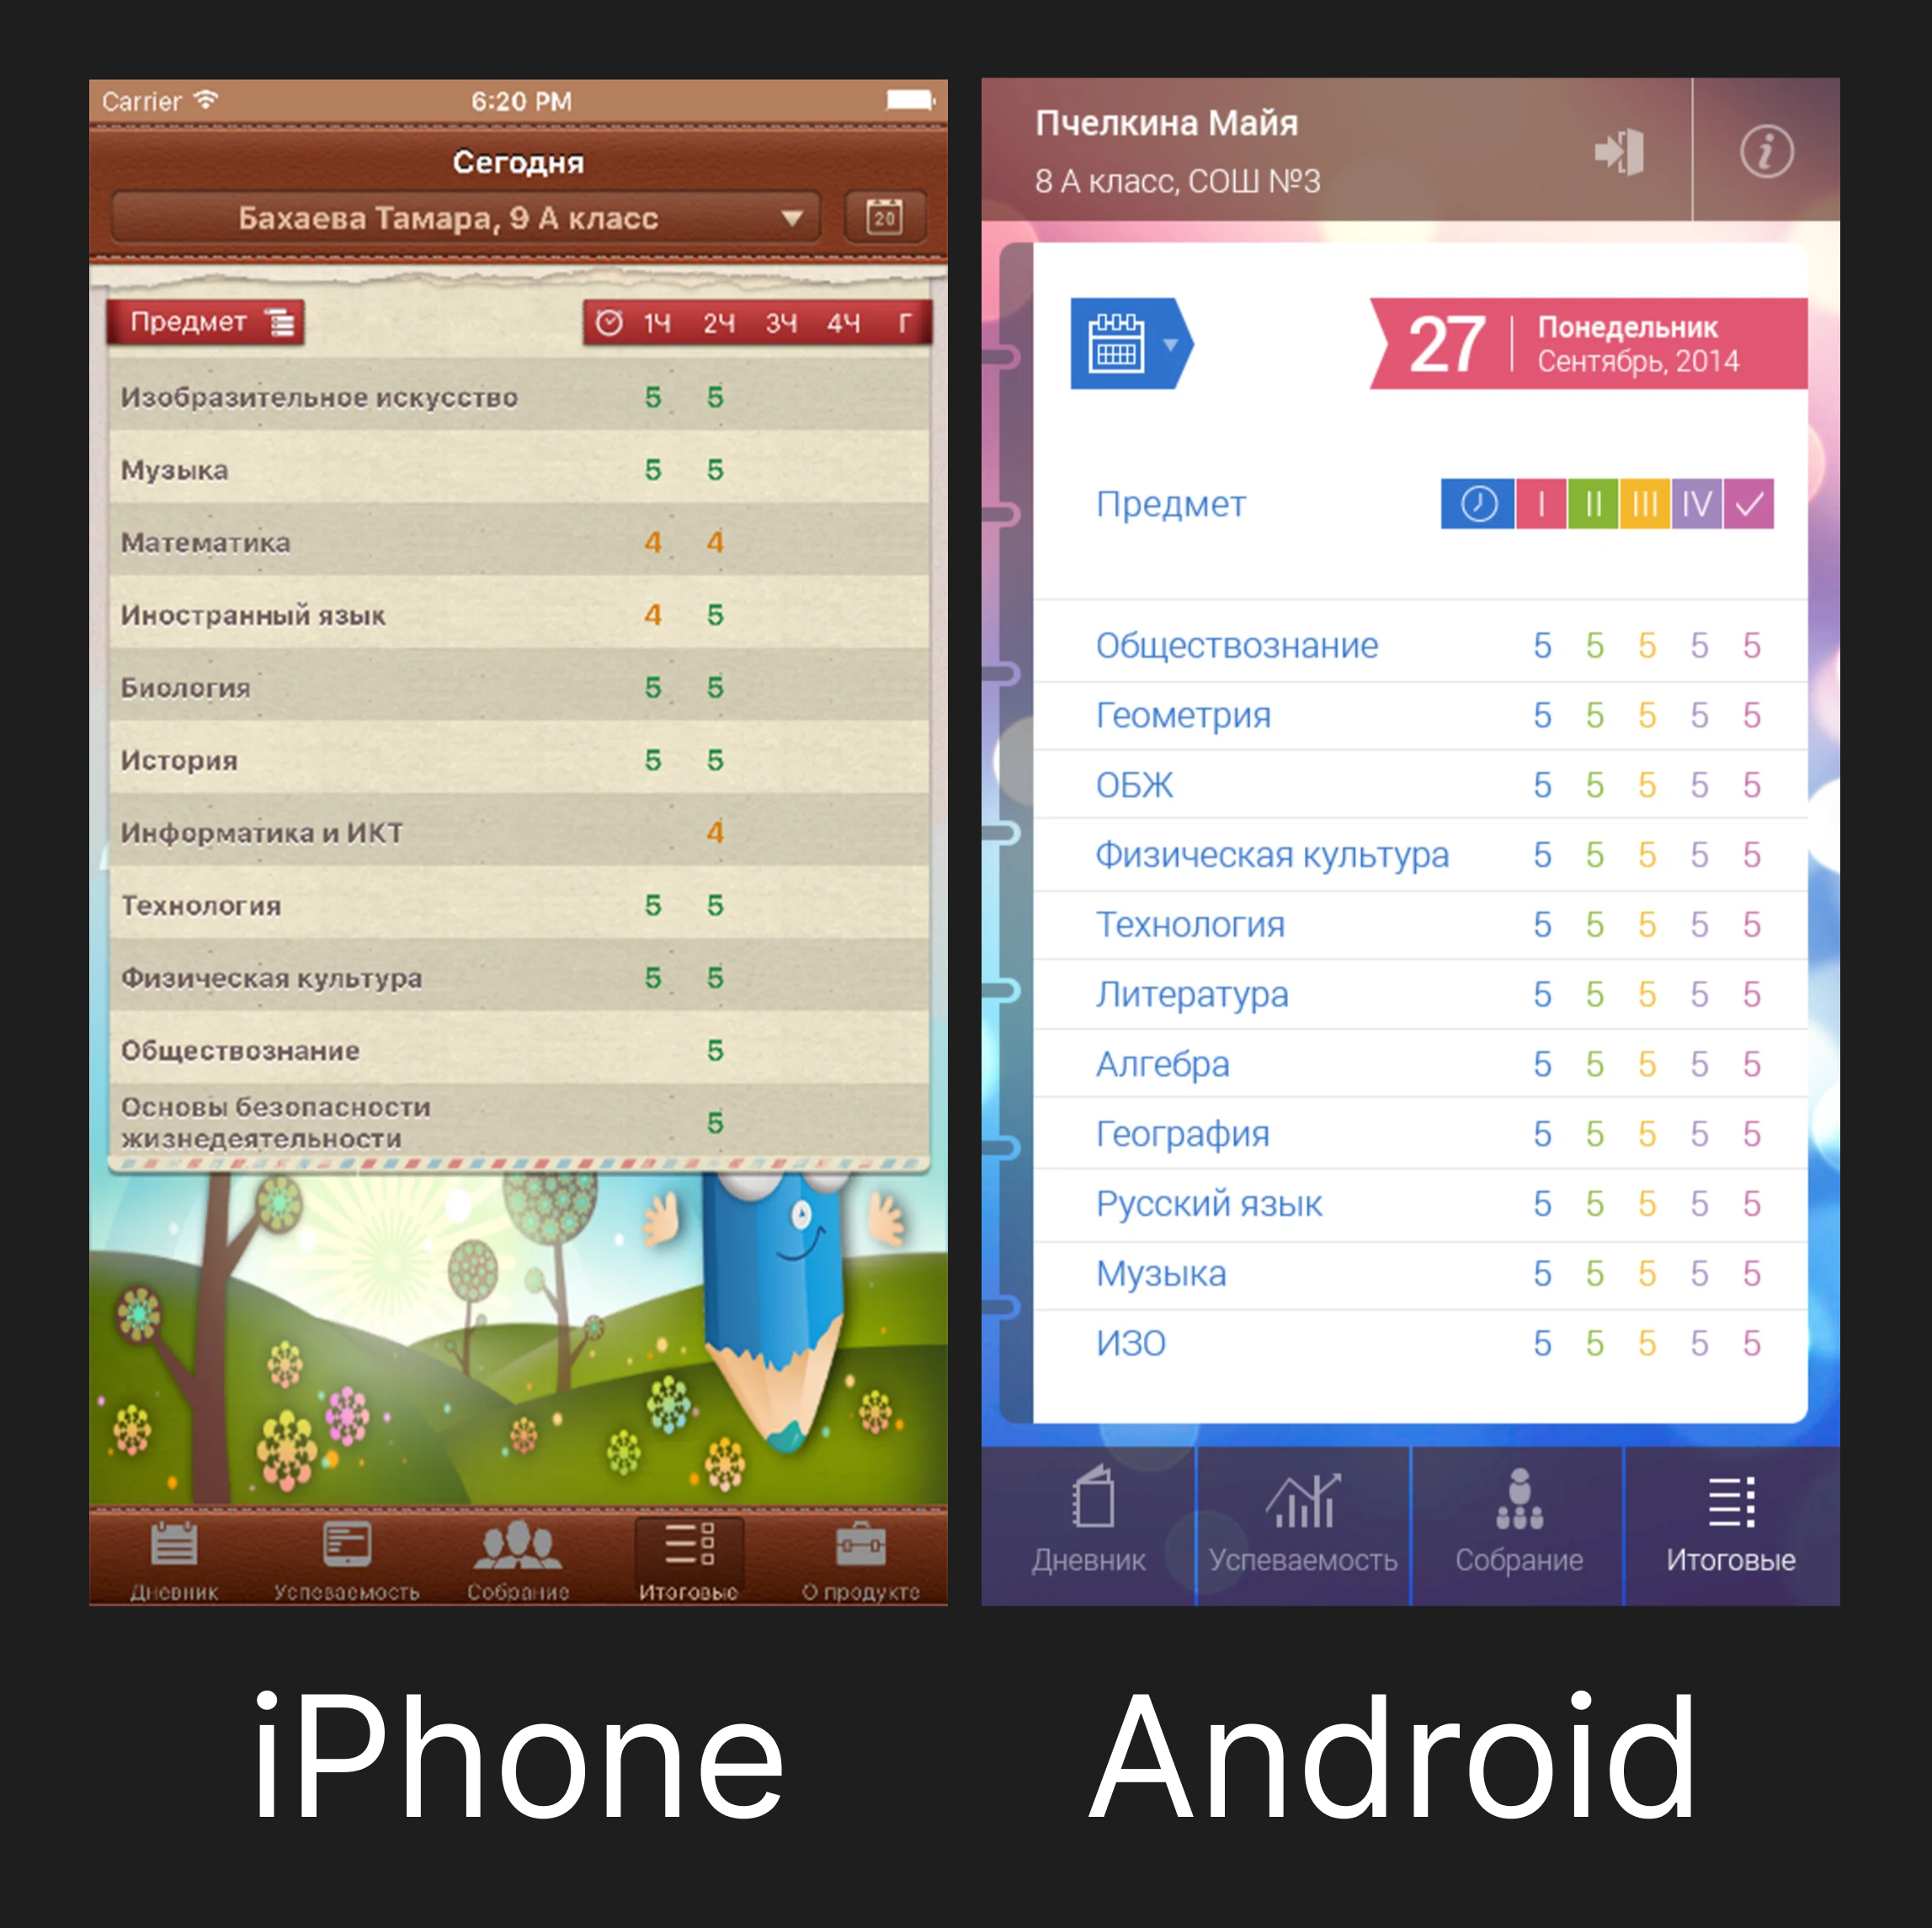 Carrier 6:20 PM
Сегодня
Бахаева Тамара, 9 А класс
20
Предмет 1Ч 2Ч 3Ч 4Ч Г
Изобразительное искусство 5 5
Музыка 5 5
Математика 4 4
Иностранный язык 4 5
Биология 5 5
История 5 5
Информатика и ИКТ 4
Технология 5 5
Физическая культура 5 5
Обществознание 5
Основы безопасности
жизнедеятельности 5
Дневник Успеваемость Собрание Итоговые О продукте
Пчелкина Майя
8 А класс, СОШ №3
27 Понедельник
Сентябрь, 2014
Предмет I II III IV
Обществознание 5 5 5 5 5
Геометрия 5 5 5 5 5
ОБЖ 5 5 5 5 5
Физическая культура 5 5 5 5 5
Технология 5 5 5 5 5
Литература 5 5 5 5 5
Алгебра 5 5 5 5 5
География 5 5 5 5 5
Русский язык 5 5 5 5 5
Музыка 5 5 5 5 5
ИЗО 5 5 5 5 5
Дневник Успеваемость Собрание Итоговые
iPhone Android